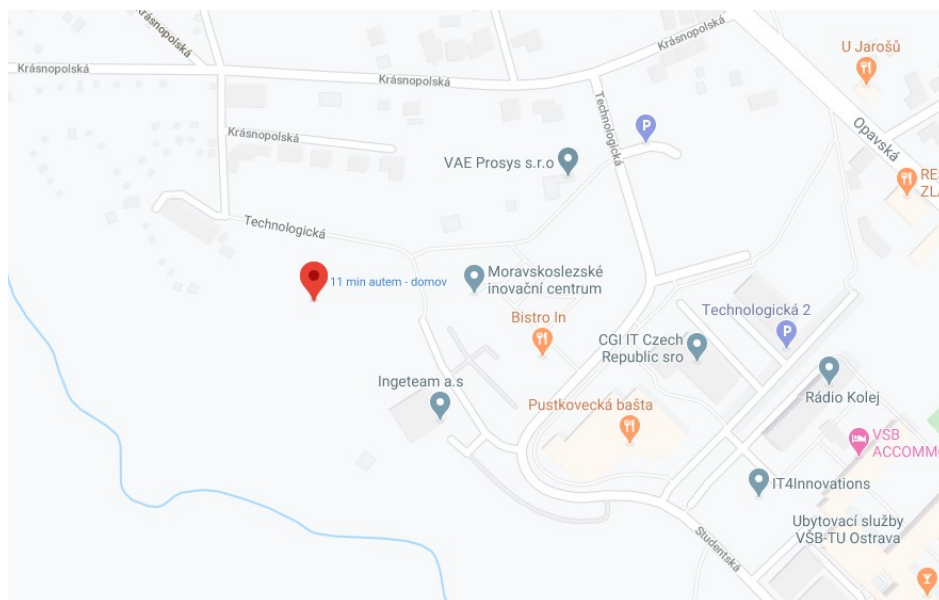 Krásnopolská
Krásnopolská
Krásnopolská
Krásnopolská
Krásnopolská
U Jarošů
Opavská
Technologická
P
VAE Prosys s.r.o
Technologická
11 min autem - domov
Moravskoslezské
inovační centrum
Bistro In
CGI IT Czech
Republic sro
Technologická 2
P
Ingeteam a.s
Pustkovecká bašta
Rádio Kolej
VSB
IT4Innovations
Ubytovací služby
VŠB-TU Ostrava
Studentská